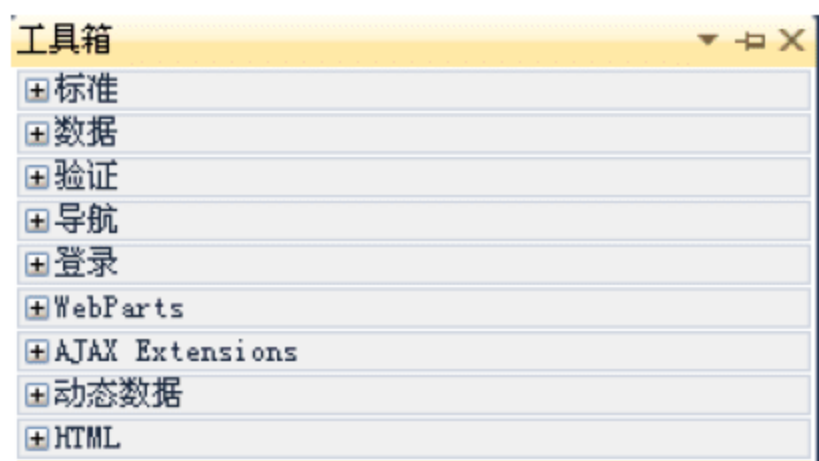 工具箱
标准
数据
验证
导航
登录
WebParts
AJAX Extensions
动态数据
HTML